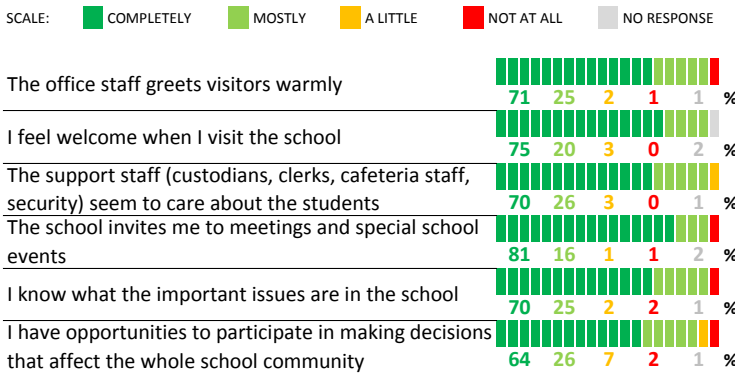 SCALE: COMPLETELY MOSTLY A LITTLE NOT AT ALL NO RESPONSE
The office staff greets visitors warmly
71 25 2 1 1 %
I feel welcome when I visit the school
75 20 3 0 2 %
The support staff (custodians, clerks, cafeteria staff,
security) seem to care about the students
70 26 3 0 1 %
The school invites me to meetings and special school
events
81 16 1 1 2 %
I know what the important issues are in the school
70 25 2 2 1 %
I have opportunities to participate in making decisions
that affect the whole school community
64 26 7 2 1 %